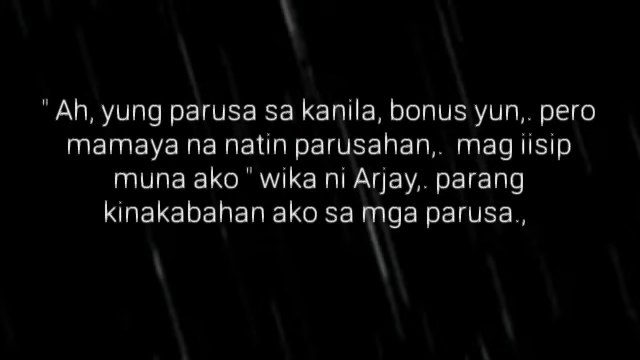 " Ah, yung parusa sa kanila, bonus yun,. pero
mamaya na natin parusahan,.  mag iisip
muna ako " wika ni Arjay,. parang
kinakabahan ako sa mga parusa.,